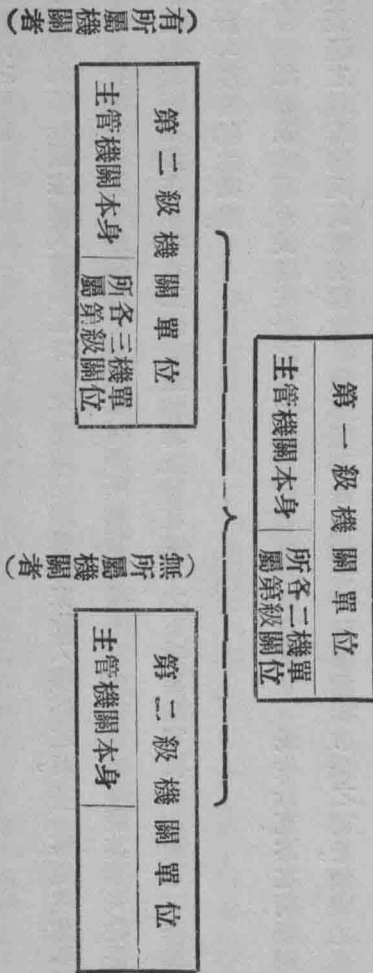 第一級機關單位
主管機關本身
所屬各第二級機關單位
第二級機關單位
主管機關本身
所屬各第三級機關單位
(有所屬機關者)
第二級機關單位
主管機關本身
(無所屬機關者)